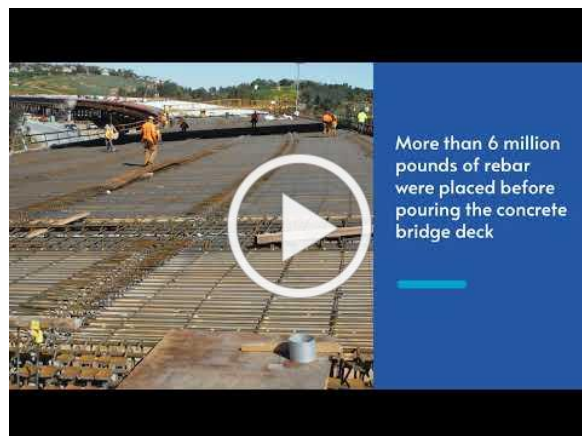 More than 6 million
pounds of rebar
were placed before
pouring the concrete
bridge deck